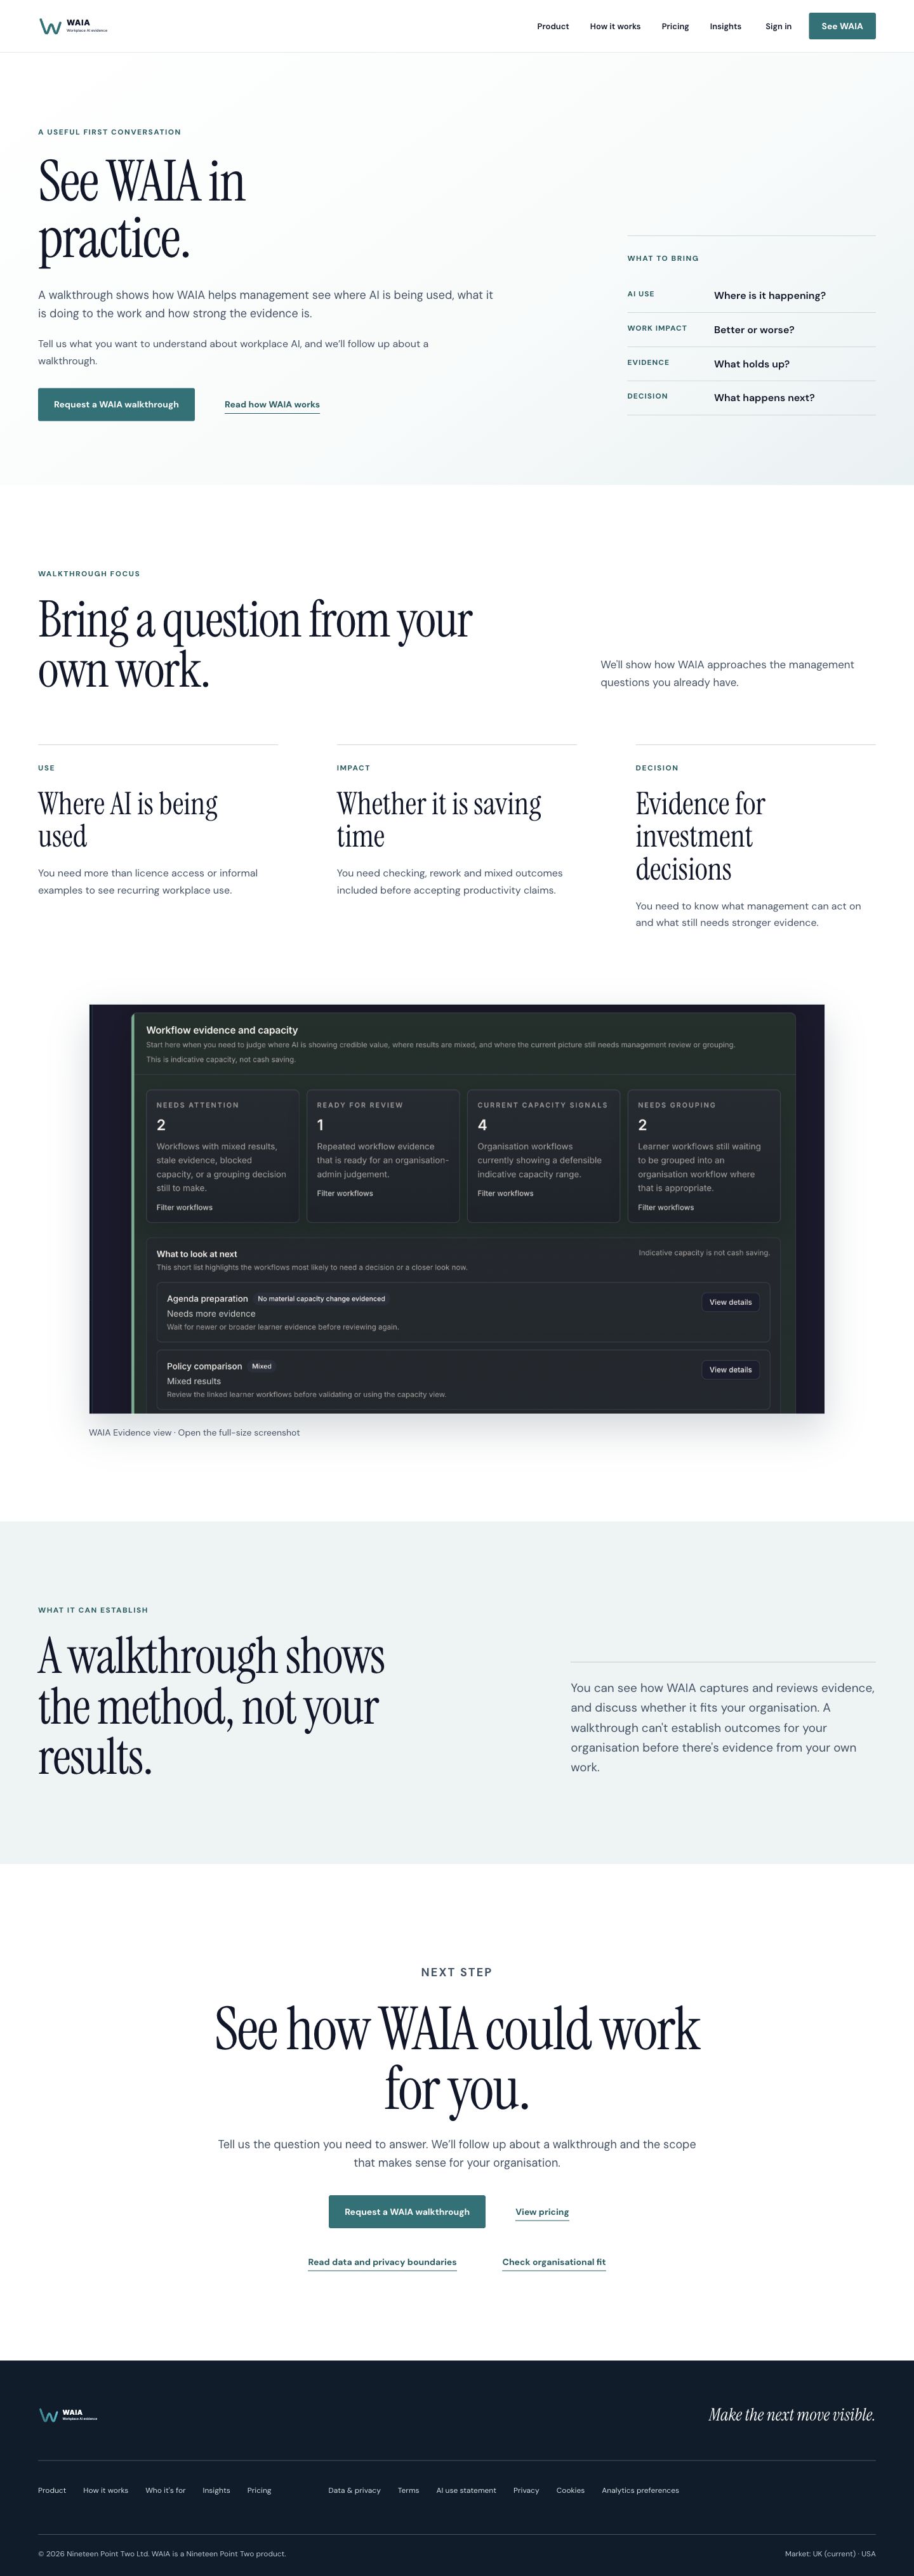 WAIA
Workplace AI evidence
Product
How it works
Pricing
Insights
Sign in
See WAIA
A USEFUL FIRST CONVERSATION
See WAIA in
practice.
A walkthrough shows how WAIA helps management see where AI is being used, what it
is doing to the work and how strong the evidence is.
Tell us what you want to understand about workplace AI, and we'll follow up about a
walkthrough.
Request a WAIA walkthrough
Read how WAIA works
WHAT TO BRING
AI USE
Where is it happening?
WORK IMPACT
Better or worse?
EVIDENCE
What holds up?
DECISION
What happens next?
WALKTHROUGH FOCUS
Bring a question from your
own work.
We'll show how WAIA approaches the management
questions you already have.
USE
Where AI is being
used
You need more than licence access or informal
examples to see recurring workplace use.
IMPACT
Whether it is saving
time
You need checking, rework and mixed outcomes
included before accepting productivity claims.
DECISION
Evidence for
investment
decisions
You need to know what management can act on
and what still needs stronger evidence.
Workflow evidence and capacity
Start here when you need to judge where AI is showing credible value, where results are mixed, and where the current picture still needs management review or grouping.
This is indicative capacity, not cash saving.
NEEDS ATTENTION
2
Workflows with mixed results,
stale evidence, blocked
capacity, or a grouping decision
still to make.
Filter workflows
READY FOR REVIEW
1
Repeated workflow evidence
that is ready for an organisation-
admin judgement.
Filter workflows
CURRENT CAPACITY SIGNALS
4
Organisation workflows
currently showing a defensible
indicative capacity range.
Filter workflows
NEEDS GROUPING
2
Learner workflows still waiting
to be grouped into an
organisation workflow where
that is appropriate.
Filter workflows
What to look at next
Indicative capacity is not cash saving.
This short list highlights the workflows most likely to need a decision or a closer look now.
Agenda preparation
No material capacity change evidenced
View details
Needs more evidence
Wait for newer or broader learner evidence before reviewing again.
Policy comparison
Mixed
View details
Mixed results
Review the linked learner workflows before validating or using the capacity view.
WAIA Evidence view · Open the full-size screenshot
WHAT IT CAN ESTABLISH
A walkthrough shows
the method, not your
results.
You can see how WAIA captures and reviews evidence,
and discuss whether it fits your organisation. A
walkthrough can't establish outcomes for your
organisation before there's evidence from your own
work.
NEXT STEP
See how WAIA could work
for you.
Tell us the question you need to answer. We'll follow up about a walkthrough and the scope
that makes sense for your organisation.
Request a WAIA walkthrough
View pricing
Read data and privacy boundaries
Check organisational fit
WAIA
Workplace AI evidence
Make the next move visible.
Product
How it works
Who it's for
Insights
Pricing
Data & privacy
Terms
AI use statement
Privacy
Cookies
Analytics preferences
© 2026 Nineteen Point Two Ltd. WAIA is a Nineteen Point Two product.
Market: UK (current) · USA